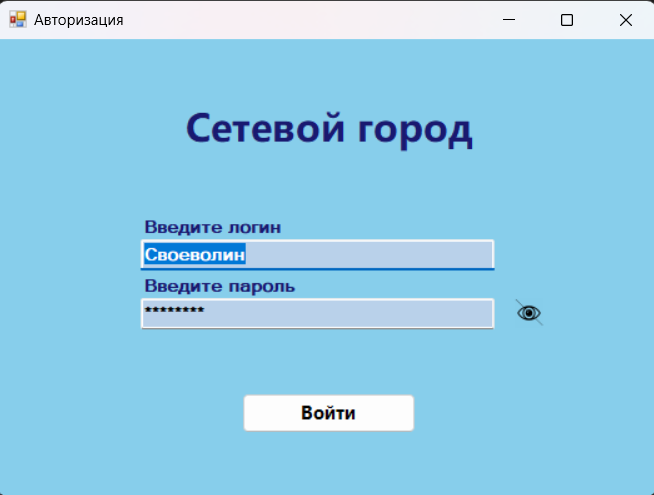 Авторизация
Сетевой город
Введите логин
Своеволин
Введите пароль
********
Войти